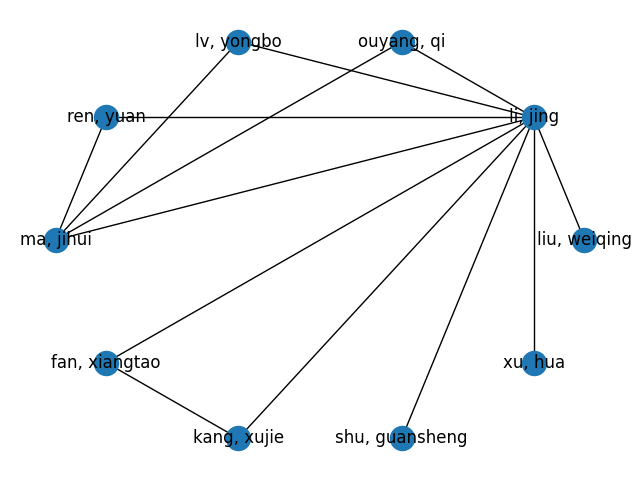 lv, yongbo
ouyang, qi
ren, yuan
li, jing
ma, jihui
liu, weiqing
fan, xiangtao
xu, hua
kang, xujie
shu, guansheng